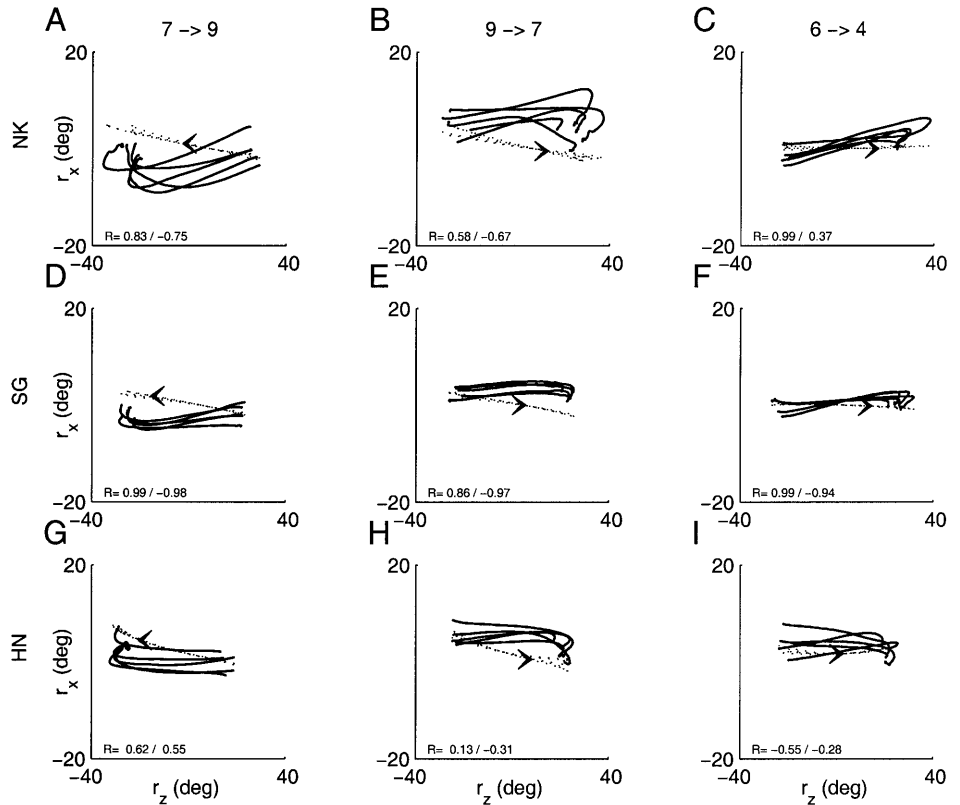 A 7 -> 9 B 9 -> 7 C 6 -> 4
20 20 20
NK r_x (deg)
R= 0.83 / -0.75 R= 0.58 / -0.67 R= 0.99 / 0.37
-20 -20 -20
-40 40 -40 40 -40 40
D E F
20 20 20
SG r_x (deg)
R= 0.99 / -0.98 R= 0.86 / -0.97 R= 0.99 / -0.94
-20 -20 -20
-40 40 -40 40 -40 40
G H I
20 20 20
HN r_x (deg)
R= 0.62 / 0.55 R= 0.13 / -0.31 R= -0.55 / -0.28
-20 -20 -20
-40 40 -40 40 -40 40
r_z (deg) r_z (deg) r_z (deg)